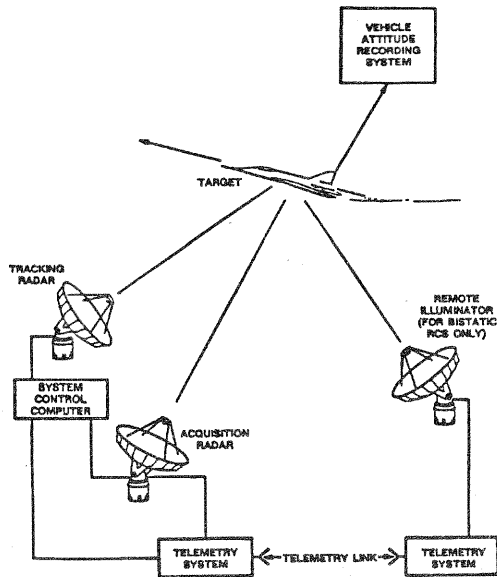 VEHICLE
ATTITUDE
RECORDING
SYSTEM
TARGET
TRACKING
RADAR
REMOTE
ILLUMINATOR
(FOR BISTATIC
RCS ONLY)
SYSTEM
CONTROL
COMPUTER
ACQUISITION
RADAR
TELEMETRY
SYSTEM
TELEMETRY LINK
TELEMETRY
SYSTEM